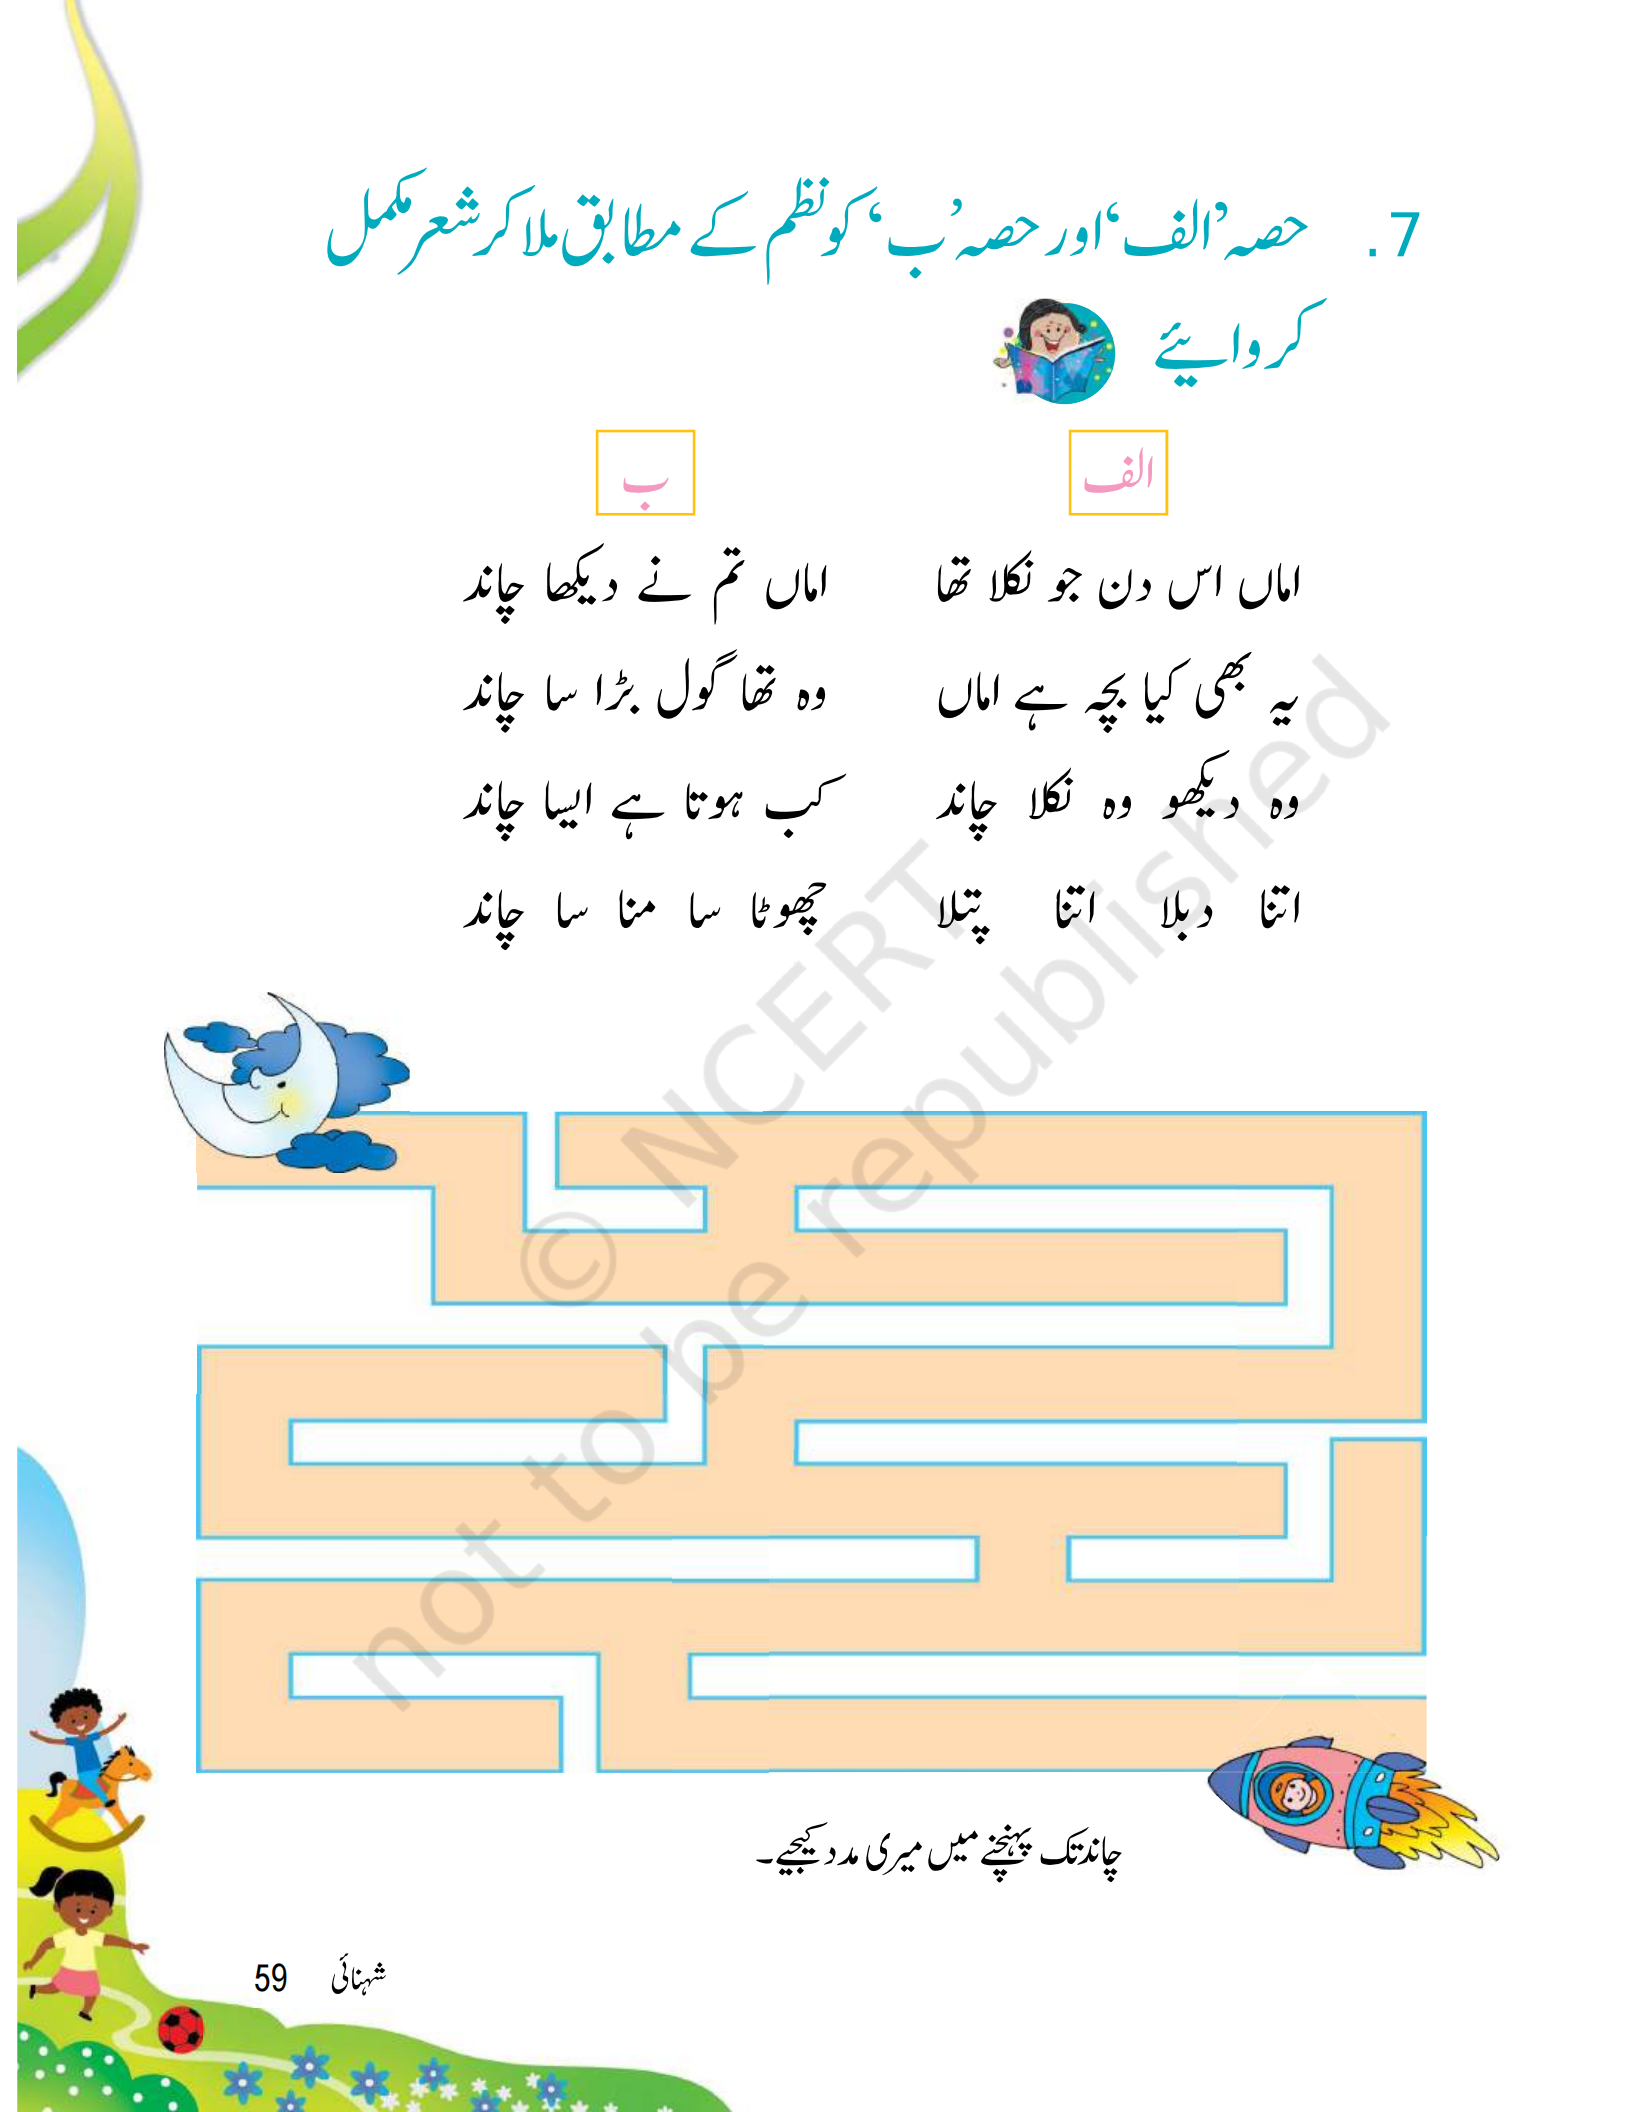 7. حصہ ’الف‘ اور حصہ ’ب‘ کو نظم کے مطابق ملا کر شعر مکمل
کروایئے
الف ب
اماں اس دن جو نکلا تھا اماں تم نے دیکھا چاند
یہ بھی کیا بچہ ہے اماں وہ تھا گول بڑا سا چاند
وہ دیکھو وہ نکلا چاند کب ہوتا ہے ایسا چاند
اتنا دبلا اتنا پتلا چھوٹا سا منا سا چاند
© NCERT
not to be republished
چاند تک پہنچنے میں میری مدد کیجیے۔
شہنائی 59